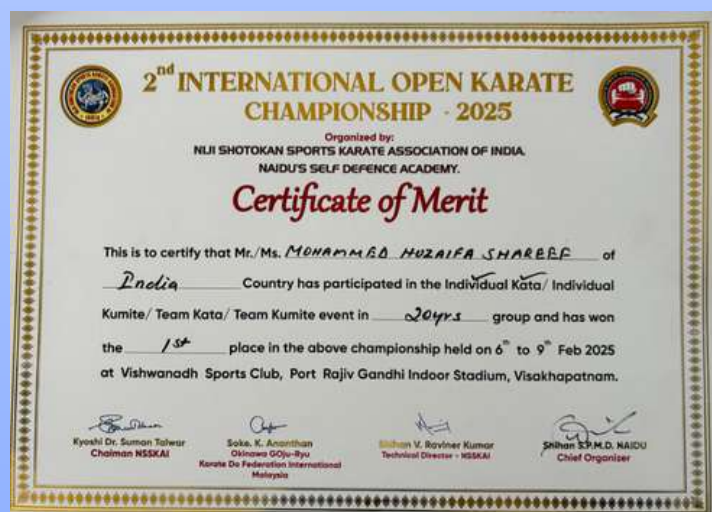 2nd INTERNATIONAL OPEN KARATE
CHAMPIONSHIP - 2025
Organized by:
NIJI SHOTOKAN SPORTS KARATE ASSOCIATION OF INDIA.
NAIDU'S SELF DEFENCE ACADEMY.
Certificate of Merit
This is to certify that Mr./Ms. MOHAMMED HUZAIFA SHAREEF of
India Country has participated in the Individual Kata/ Individual
Kumite/ Team Kata/ Team Kumite event in 20yrs group and has won
the 1st place in the above championship held on 6th to 9th Feb 2025
at Vishwanadh Sports Club, Port Rajiv Gandhi Indoor Stadium, Visakhapatnam.
Kyoshi Dr. Suman Talwar
Chaiman NSSKAI
Soke. K. Ananthan
Okinawa GOju-Ryu
Karate Do Federation International
Malaysia
Shihan V. Raviner Kumar
Technical Director - NSSKAI
Shihan S.P.M.D. NAIDU
Chief Organizer